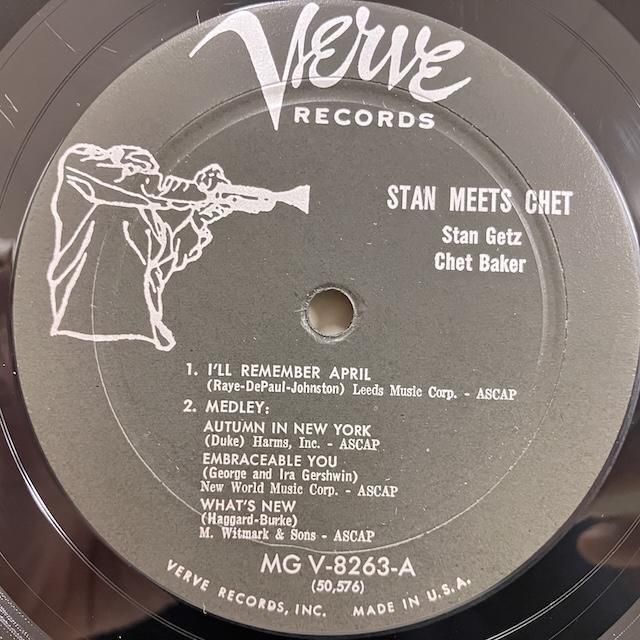 Verve
RECORDS
STAN MEETS CHET
Stan Getz
Chet Baker
1. I'LL REMEMBER APRIL
(Raye-DePaul-Johnston) Leeds Music Corp. - ASCAP
2. MEDLEY:
AUTUMN IN NEW YORK
(Duke) Harms, Inc. - ASCAP
EMBRACEABLE YOU
(George and Ira Gershwin)
New World Music Corp. - ASCAP
WHAT'S NEW
(Haggard-Burke)
M. Witmark & Sons - ASCAP
MG V-8263-A
(50,576)
VERVE RECORDS, INC. MADE IN U.S.A.